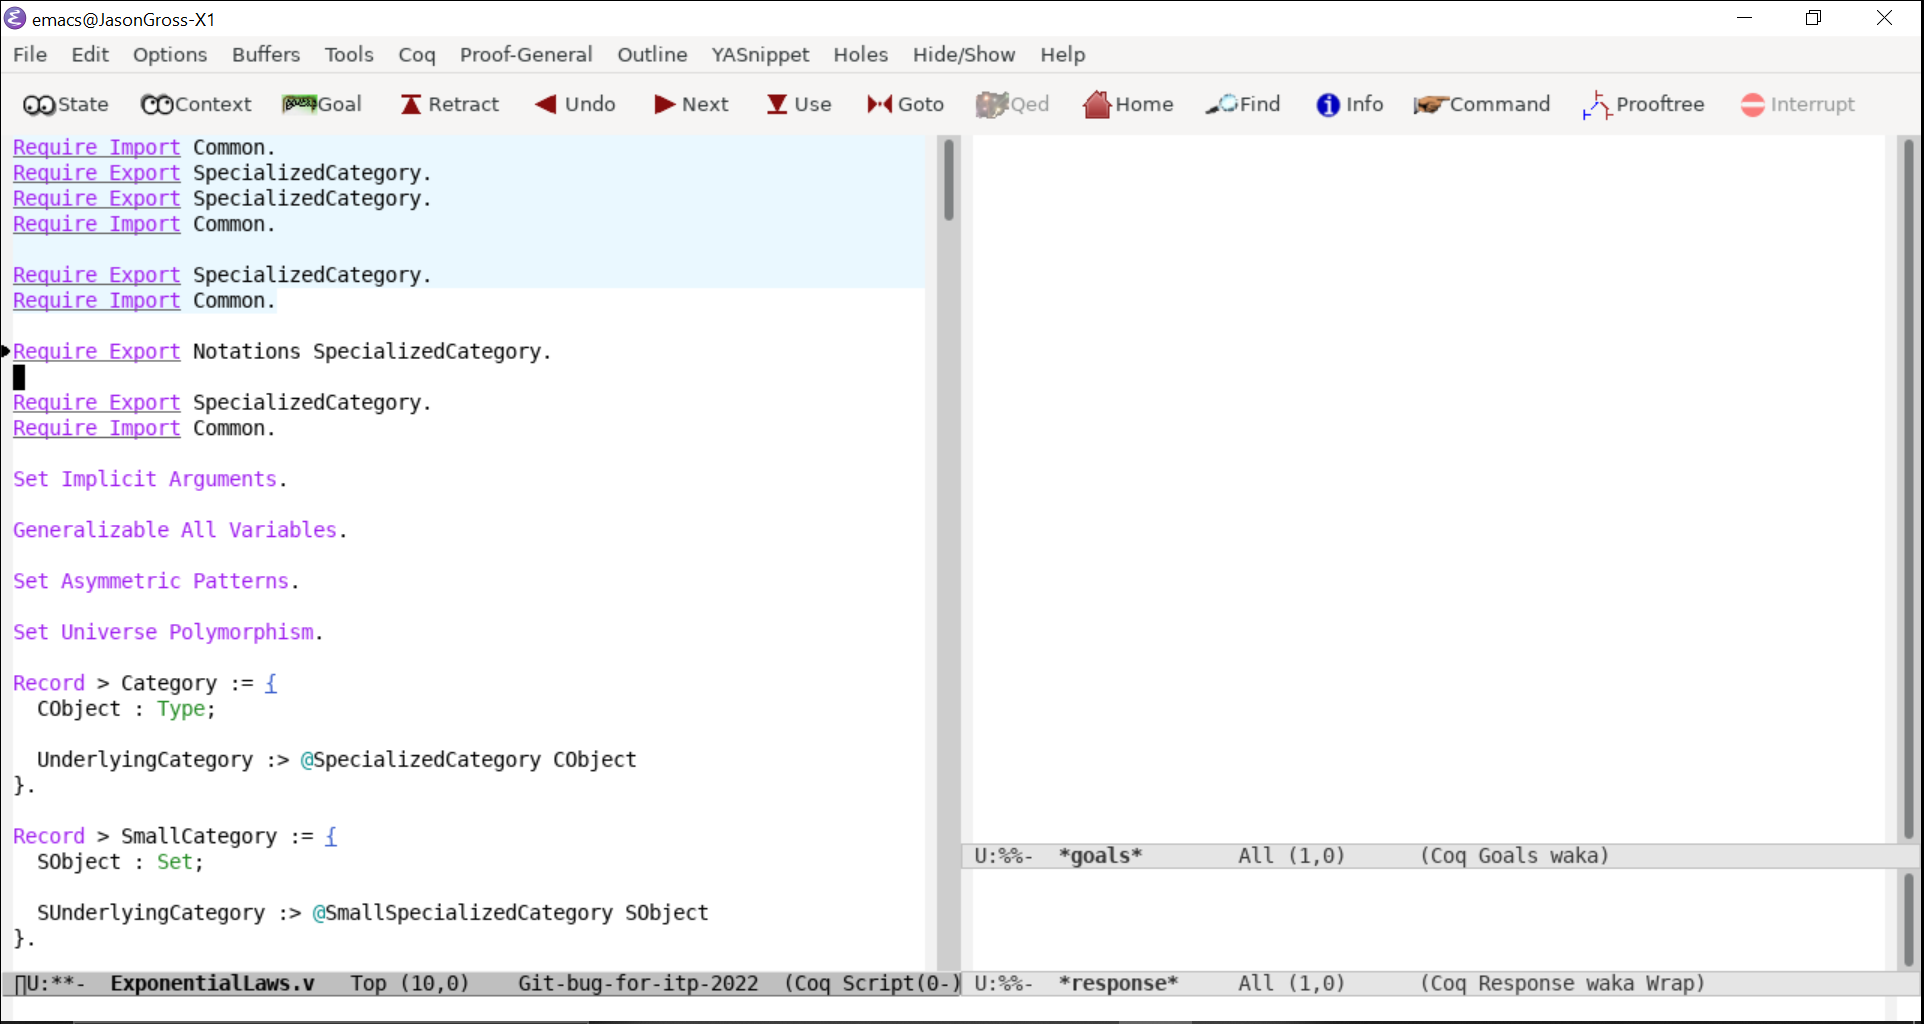 emacs@JasonGross-X1
File Edit Options Buffers Tools Coq Proof-General Outline YASnippet Holes Hide/Show Help
State Context Goal Retract Undo Next Use Goto Qed Home Find Info Command Prooftree Interrupt
Require Import Common.
Require Export SpecializedCategory.
Require Export SpecializedCategory.
Require Import Common.
Require Export SpecializedCategory.
Require Import Common.
Require Export Notations SpecializedCategory.
Require Export SpecializedCategory.
Require Import Common.
Set Implicit Arguments.
Generalizable All Variables.
Set Asymmetric Patterns.
Set Universe Polymorphism.
Record > Category := {
CObject : Type;
UnderlyingCategory :> @SpecializedCategory CObject
}.
Record > SmallCategory := {
SObject : Set;
SUnderlyingCategory :> @SmallSpecializedCategory SObject
}.
U:**- ExponentialLaws.v Top (10,0) Git-bug-for-itp-2022 (Coq Script(0-)
U:%%- *goals* All (1,0) (Coq Goals waka)
U:%%- *response* All (1,0) (Coq Response waka Wrap)